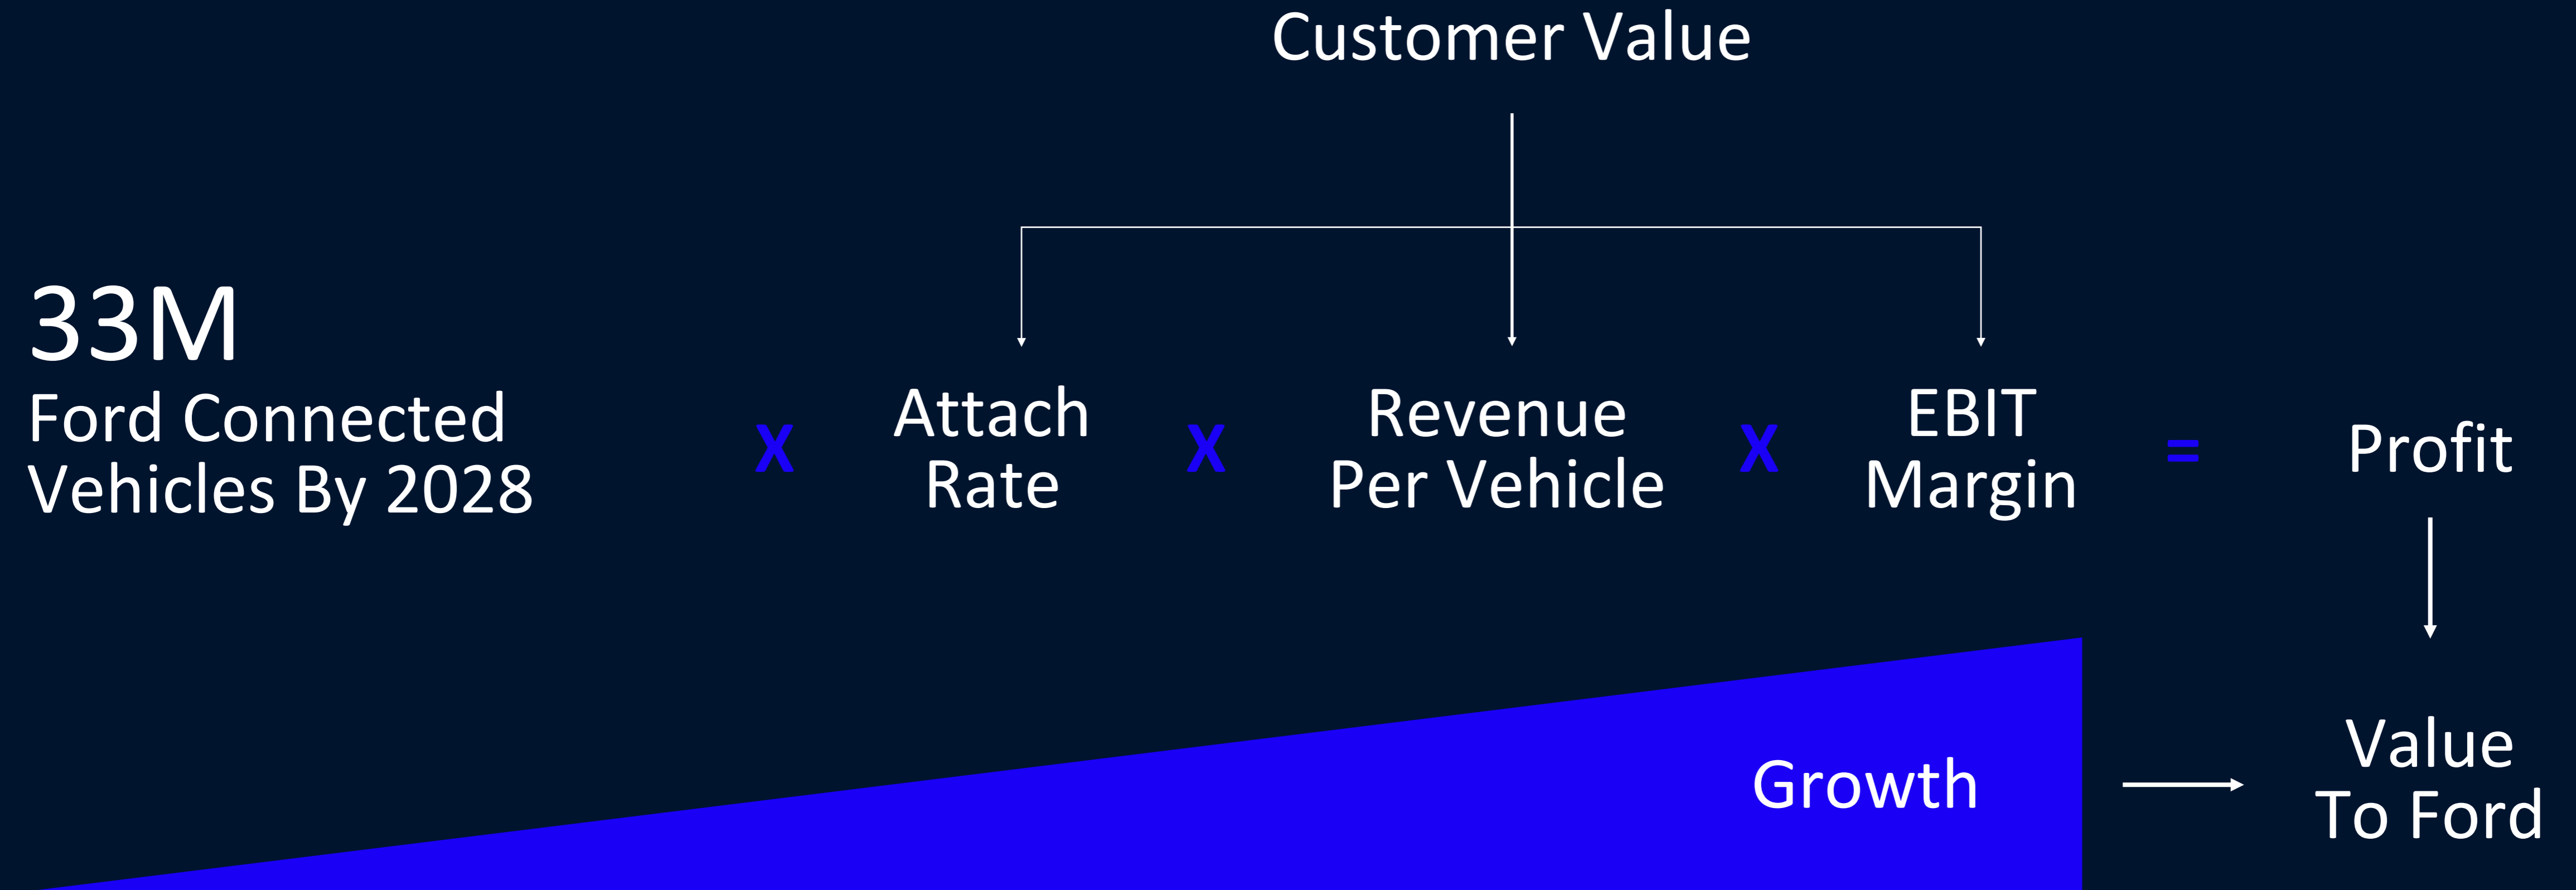 Customer Value
33M
Ford Connected
Vehicles By 2028
X
Attach
Rate
X
Revenue
Per Vehicle
X
EBIT
Margin
=
Profit
Growth
Value
To Ford